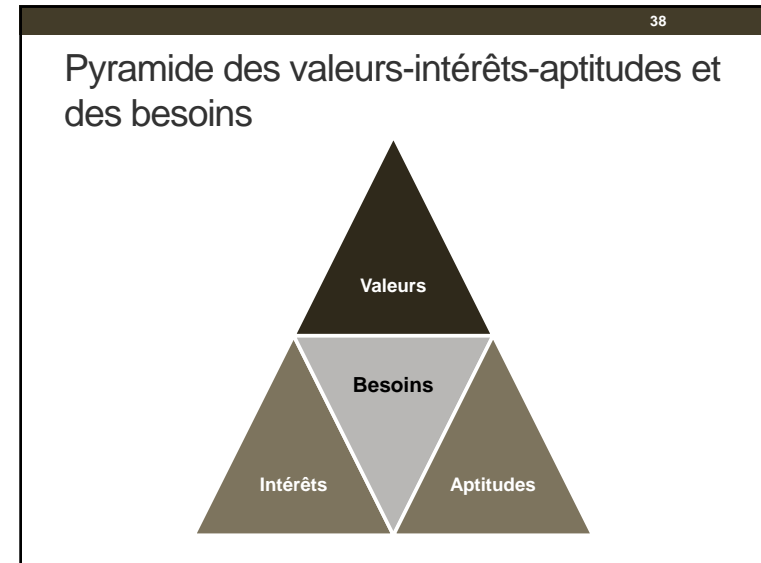 38
Pyramide des valeurs-intérêts-aptitudes et
des besoins
Valeurs
Besoins
Intérêts
Aptitudes